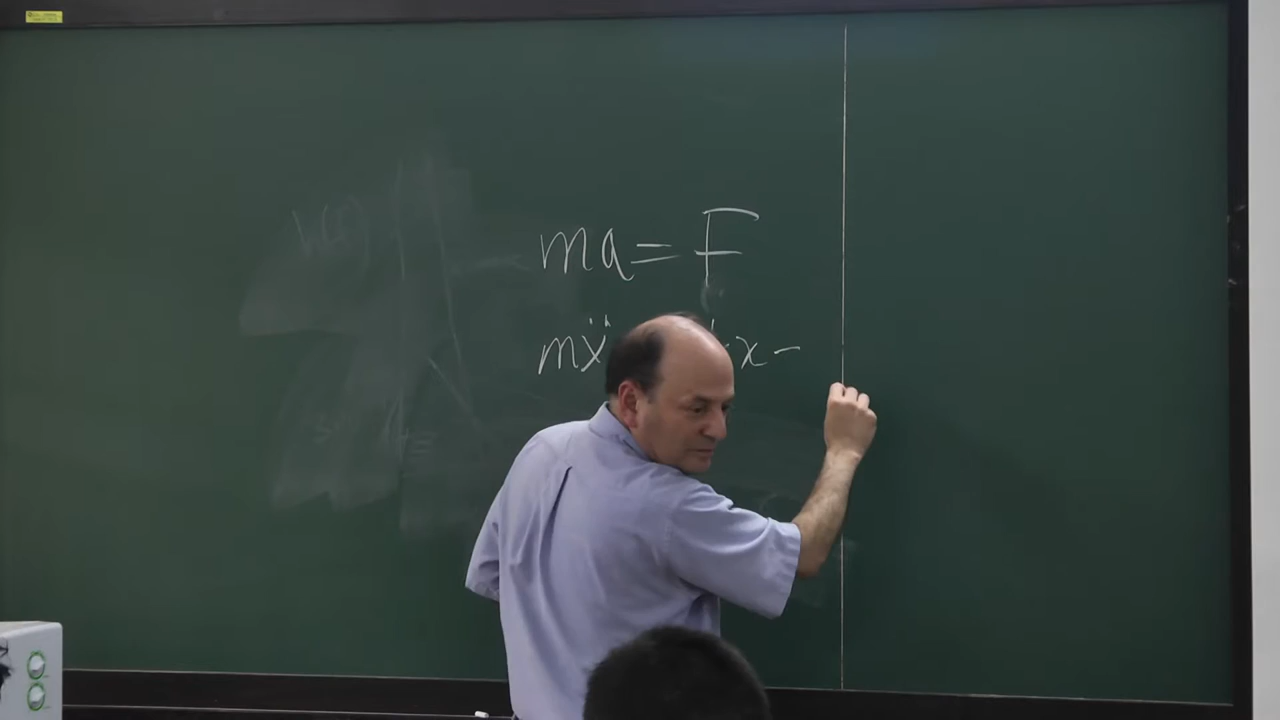 ma = F
mẍ x -